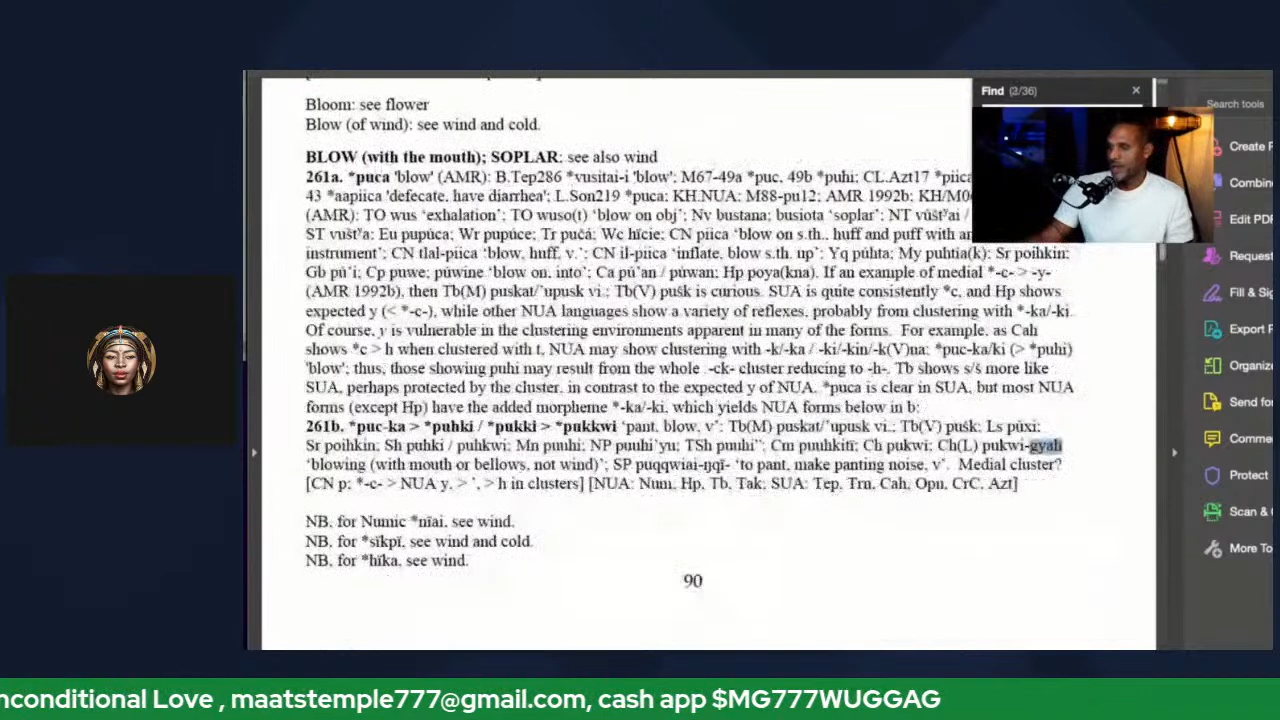 Bloom: see flower
Blow (of wind): see wind and cold.
BLOW (with the mouth); SOPLAR; see also wind
261a. *puca 'blow' (AMR): B.Tep286 *vusitai-i 'blow'; M67-49a *puc, 49b *puhi; CL.Azt17 *piica
43 *aapiica 'defecate, have diarrhea'; L.Son219 *puca; KH.NUA; M88-pu12; AMR 1992b; KH/M0
(AMR): TO wus 'exhalation'; TO wuso(t) 'blow on obj'; Nv bustana; busiota 'soplar'; NT
ST Eu pupúca; Wr pupúce; Tr pučá; Wc hïcie; CN piica 'blow on s.th., huff and puff with an
instrument'; CN tlal-piica 'blow, huff, v.'; CN il-piica 'inflate, blow s.th. up'; Yq púhta; My puhtia(k); Sr poihkin;
Gb Cp puwe; púwine 'blow on, into'; Ca pú'an / púwan; Hp poya(kna). If an example of medial *-c- > -y-
(AMR 1992b), then Tb(M) puskat/'upusk vi.; Tb(V) pušk is curious. SUA is quite consistently *c, and Hp shows
expected y (< *-c-), while other NUA languages show a variety of reflexes, probably from clustering with *-ka/-ki.
Of course, y is vulnerable in the clustering environments apparent in many of the forms. For example, as Cah
shows *c > h when clustered with t, NUA may show clustering with -k/-ka / -ki/-kin/-k(V)na: *puc-ka/ki (> *puhi)
'blow'; thus, those showing puhi may result from the whole -ck- cluster reducing to -h-. Tb shows s/š more like
SUA, perhaps protected by the cluster, in contrast to the expected y of NUA. *puca is clear in SUA, but most NUA
forms (except Hp) have the added morpheme *-ka/-ki, which yields NUA forms below in b:
261b. *puc-ka > *puhki / *pukki > *pukkwi 'pant, blow, v': Tb(M) puskat/'upusk vi.; Tb(V) pušk; Ls púxi;
Sr poihkin; Sh puhki / puhkwi; Mn puuhi; NP puuhi'yu; TSh puuhi"; Cm puuhkitï; Ch pukwi; Ch(L) pukwi-gyah
'blowing (with mouth or bellows, not wind)'; SP puqqwiai-ŋqï- 'to pant, make panting noise, v'. Medial cluster?
[CN p; *-c- > NUA y, > ', > h in clusters] [NUA: Num, Hp, Tb, Tak; SUA: Tep, Trn, Cah, Opn, CrC, Azt]
NB, for Numic *nïai, see wind.
NB, for *sïkpï, see wind and cold.
NB, for *hïka, see wind.
90
Find (2/36)
Search tools
Create
Combin
Edit PDF
Request
Fill & Sig
Export
Organize
Send fo
Comme
Protect
Scan &
More To
nconditional Love , maatstemple777@gmail.com, cash app $MG777WUGGAG